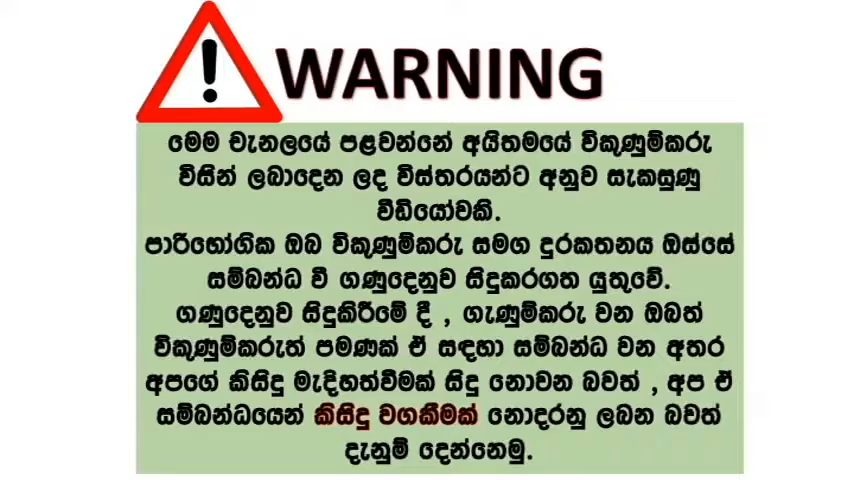 WARNING
මෙම චැනලයේ පළවන්නේ අයිතමයේ විකුණුම්කරු
විසින් ලබාදෙන ලද විස්තරයන්ට අනුව සැකසුණු
වීඩියෝවකි.
පාරිභෝගික ඔබ විකුණුම්කරු සමග දුරකතනය ඔස්සේ
සම්බන්ධ වී ගණුදෙනුව සිදුකරගත යුතුවේ.
ගණුදෙනුව සිදුකිරීමේ දී , ගැණුම්කරු වන ඔබත්
විකුණුම්කරුත් පමණක් ඒ සඳහා සම්බන්ධ වන අතර
අපගේ කිසිදු මැදිහත්වීමක් සිදු නොවන බවත් , අප ඒ
සම්බන්ධයෙන් කිසිදු වගකීමක් නොදරනු ලබන බවත්
දැනුම් දෙන්නෙමු.